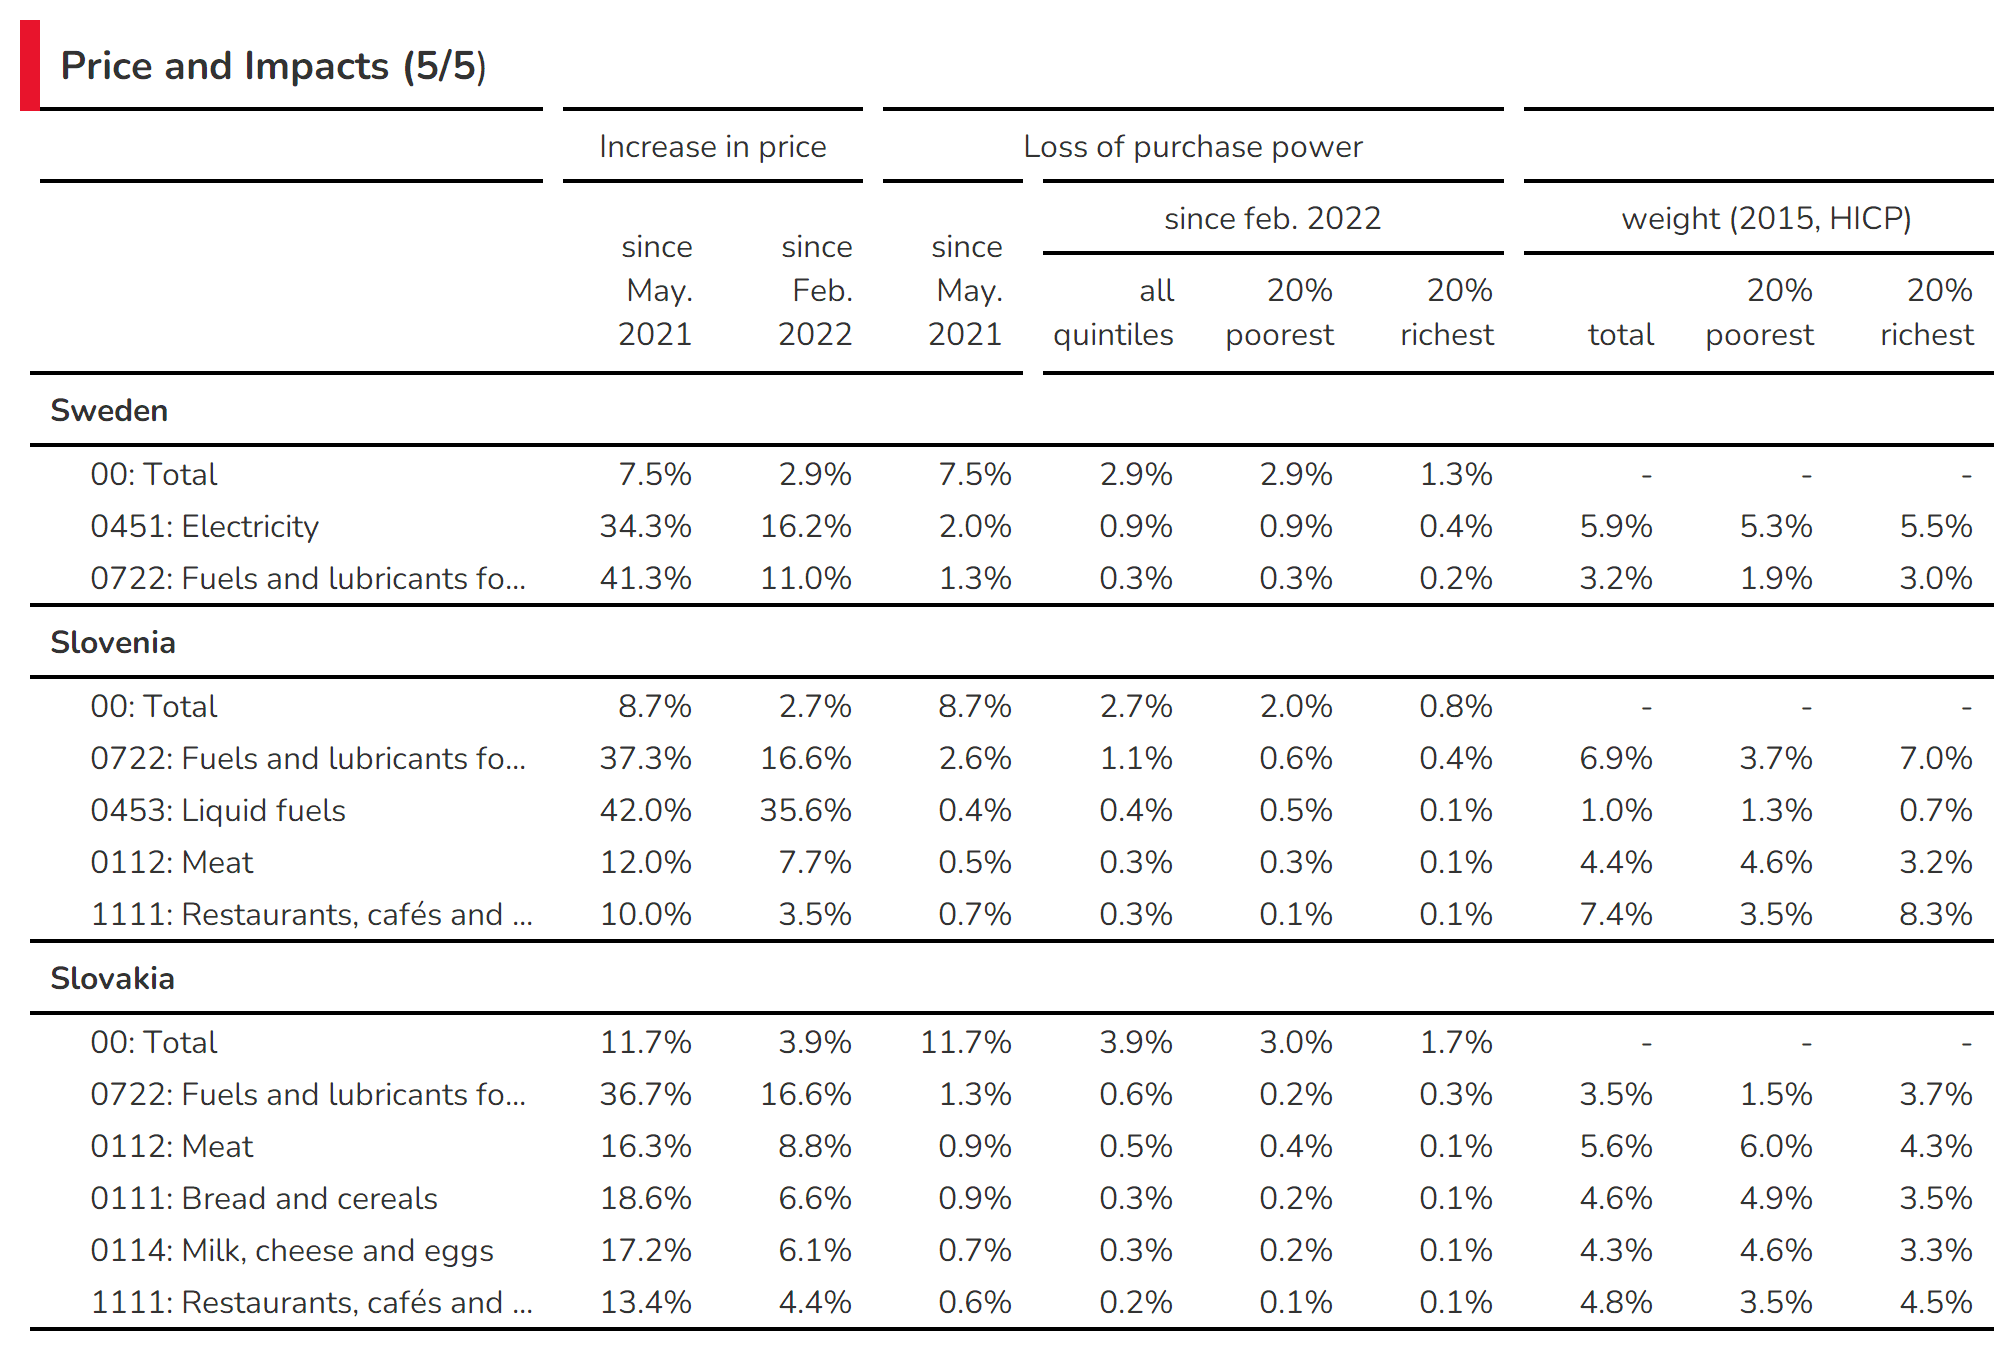 Price and Impacts (5/5)
Increase in price Loss of purchase power
since feb. 2022 weight (2015, HICP)
since since since
May. Feb. May. all 20% 20% 20% 20%
2021 2022 2021 quintiles poorest richest total poorest richest
Sweden
00: Total 7.5% 2.9% 7.5% 2.9% 2.9% 1.3% - - -
0451: Electricity 34.3% 16.2% 2.0% 0.9% 0.9% 0.4% 5.9% 5.3% 5.5%
0722: Fuels and lubricants fo... 41.3% 11.0% 1.3% 0.3% 0.3% 0.2% 3.2% 1.9% 3.0%
Slovenia
00: Total 8.7% 2.7% 8.7% 2.7% 2.0% 0.8% - - -
0722: Fuels and lubricants fo... 37.3% 16.6% 2.6% 1.1% 0.6% 0.4% 6.9% 3.7% 7.0%
0453: Liquid fuels 42.0% 35.6% 0.4% 0.4% 0.5% 0.1% 1.0% 1.3% 0.7%
0112: Meat 12.0% 7.7% 0.5% 0.3% 0.3% 0.1% 4.4% 4.6% 3.2%
1111: Restaurants, cafés and ... 10.0% 3.5% 0.7% 0.3% 0.1% 0.1% 7.4% 3.5% 8.3%
Slovakia
00: Total 11.7% 3.9% 11.7% 3.9% 3.0% 1.7% - - -
0722: Fuels and lubricants fo... 36.7% 16.6% 1.3% 0.6% 0.2% 0.3% 3.5% 1.5% 3.7%
0112: Meat 16.3% 8.8% 0.9% 0.5% 0.4% 0.1% 5.6% 6.0% 4.3%
0111: Bread and cereals 18.6% 6.6% 0.9% 0.3% 0.2% 0.1% 4.6% 4.9% 3.5%
0114: Milk, cheese and eggs 17.2% 6.1% 0.7% 0.3% 0.2% 0.1% 4.3% 4.6% 3.3%
1111: Restaurants, cafés and ... 13.4% 4.4% 0.6% 0.2% 0.1% 0.1% 4.8% 3.5% 4.5%